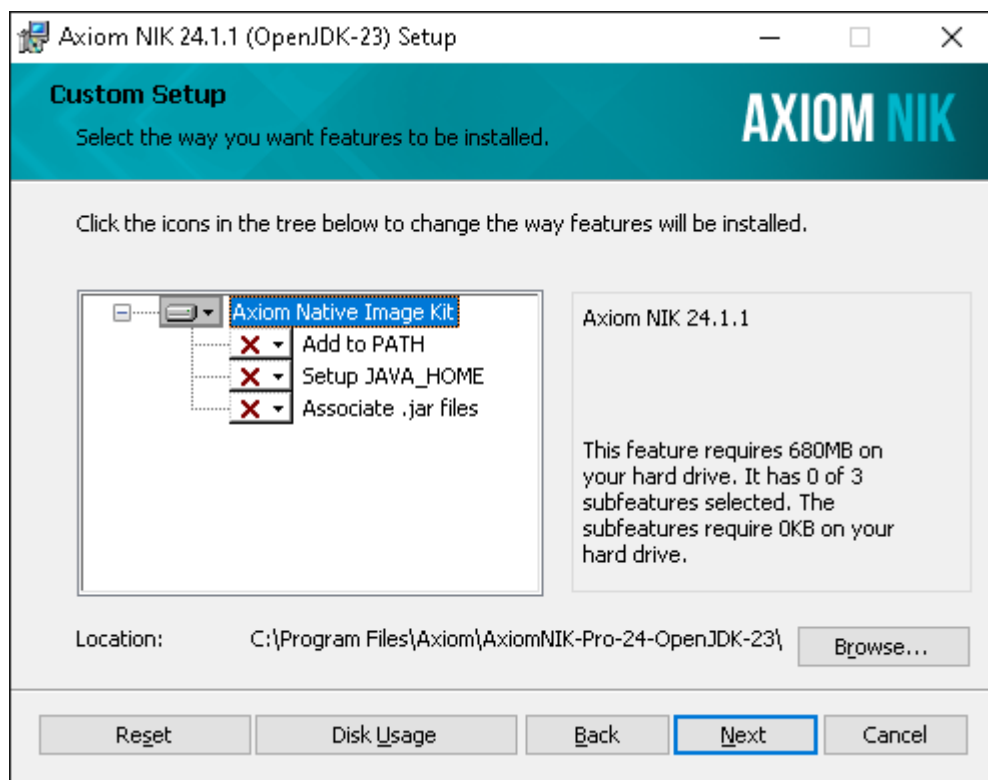 Axiom NIK 24.1.1 (OpenJDK-23) Setup
Custom Setup
Select the way you want features to be installed.
AXIOM NIK
Click the icons in the tree below to change the way features will be installed.
Axiom Native Image Kit
Add to PATH
Setup JAVA_HOME
Associate .jar files
Axiom NIK 24.1.1
This feature requires 680MB on
your hard drive. It has 0 of 3
subfeatures selected. The
subfeatures require 0KB on your
hard drive.
Location: C:\Program Files\Axiom\AxiomNIK-Pro-24-OpenJDK-23\
Browse...
Reset Disk Usage Back Next Cancel